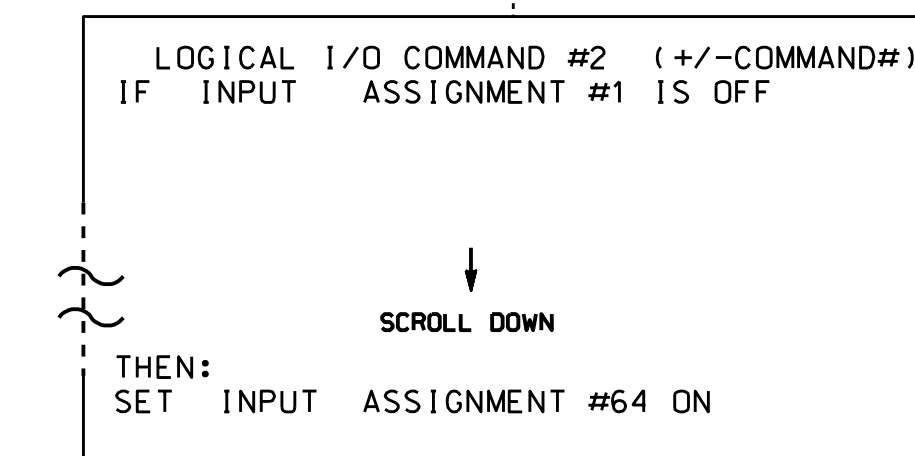 LOGICAL I/O COMMAND #2 (+/-COMMAND#)
IF INPUT ASSIGNMENT #1 IS OFF
SCROLL DOWN
THEN:
SET INPUT ASSIGNMENT #64 ON